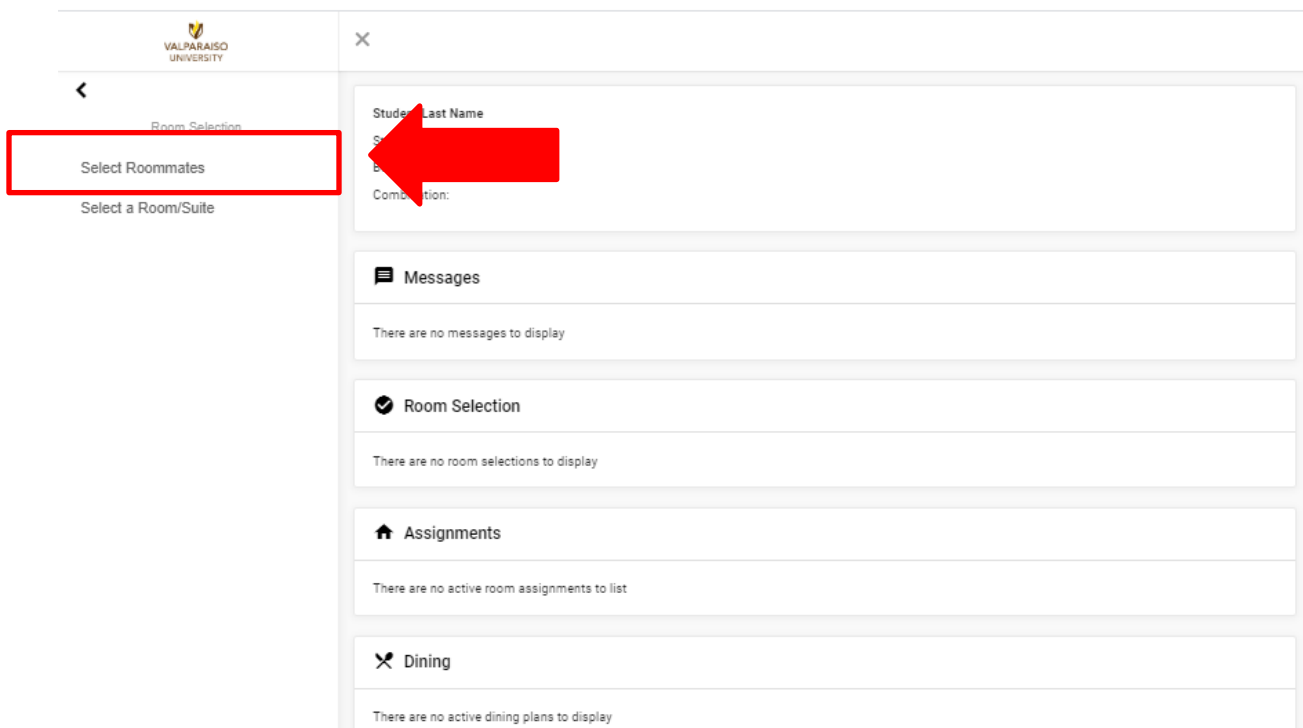 VALPARAISO
UNIVERSITY
Room Selection
Select Roommates
Select a Room/Suite
Last Name
Messages
There are no messages to display
Room Selection
There are no room selections to display
Assignments
There are no active room assignments to list
Dining
There are no active dining plans to display